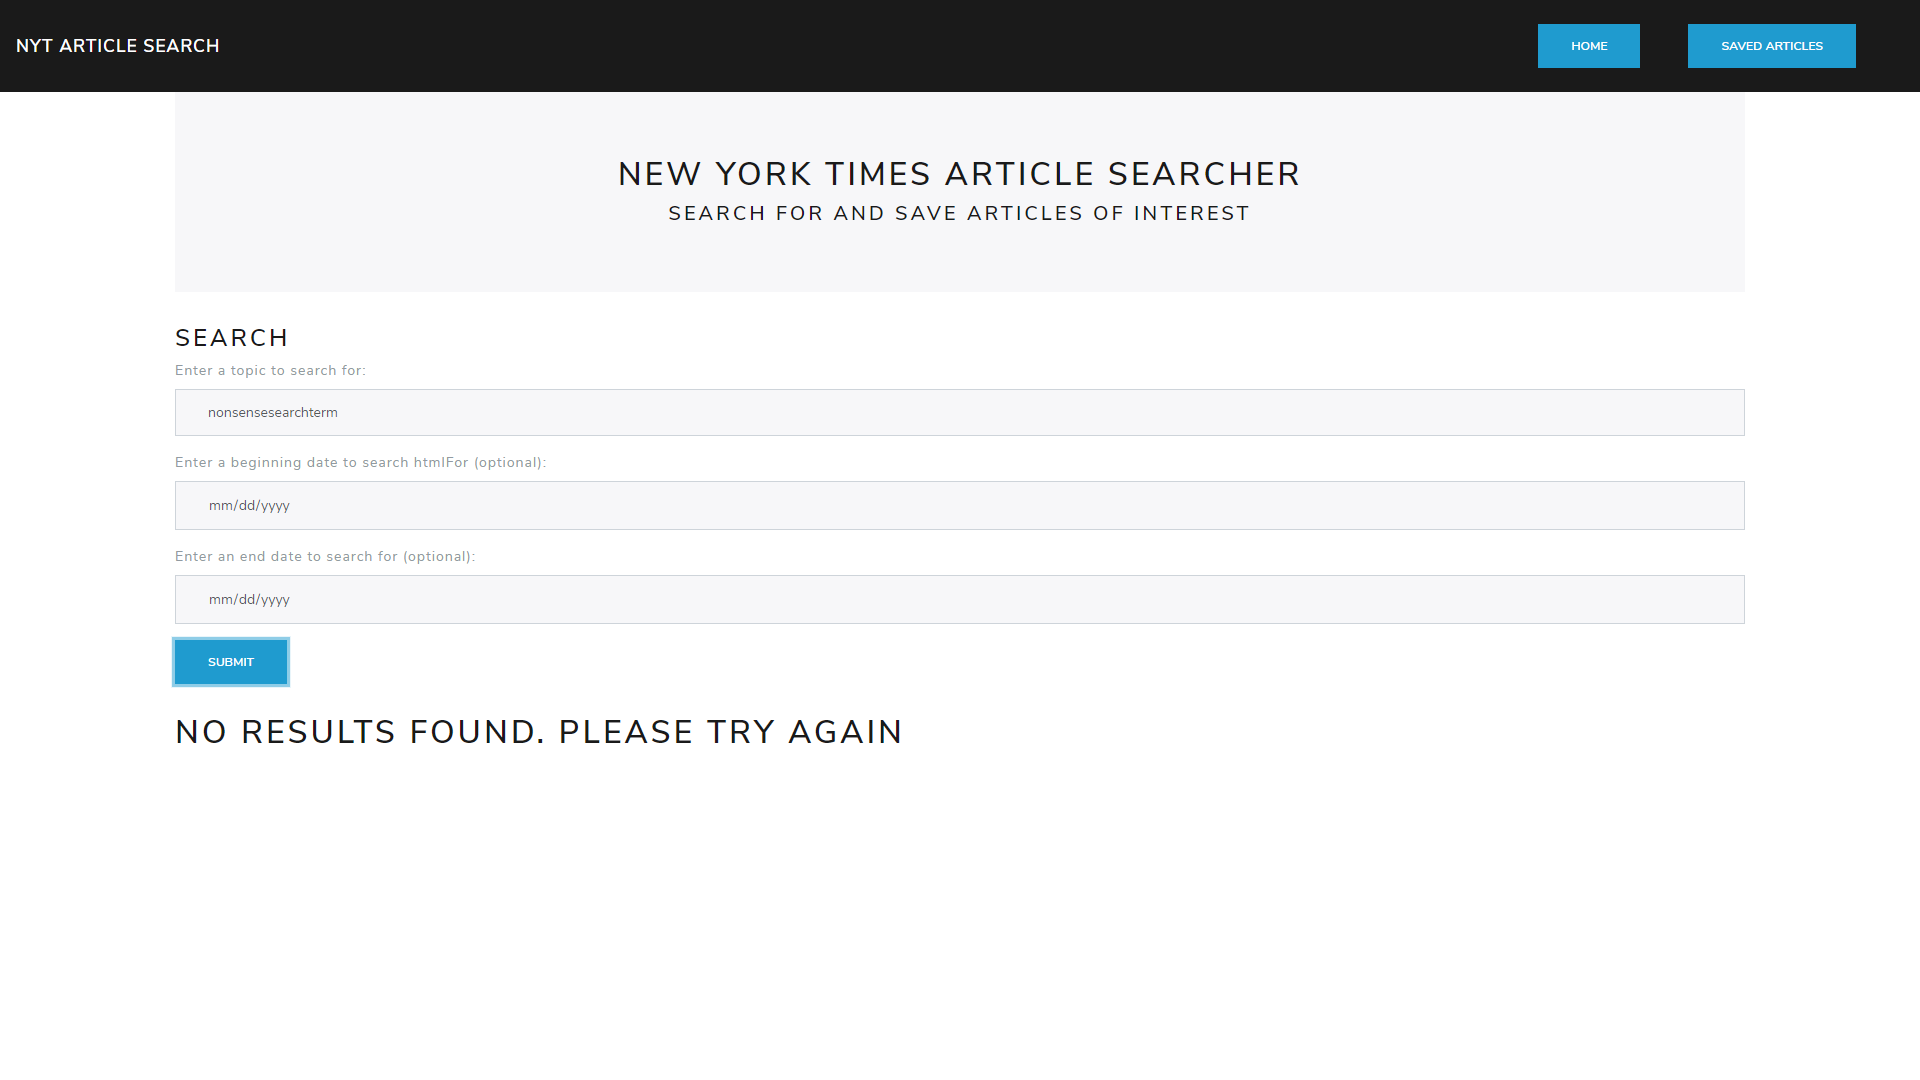 NYT ARTICLE SEARCH
HOME
SAVED ARTICLES
NEW YORK TIMES ARTICLE SEARCHER
SEARCH FOR AND SAVE ARTICLES OF INTEREST
SEARCH
Enter a topic to search for:
nonsensesearchterm
Enter a beginning date to search htmlFor (optional):
mm/dd/yyyy
Enter an end date to search for (optional):
mm/dd/yyyy
SUBMIT
NO RESULTS FOUND. PLEASE TRY AGAIN